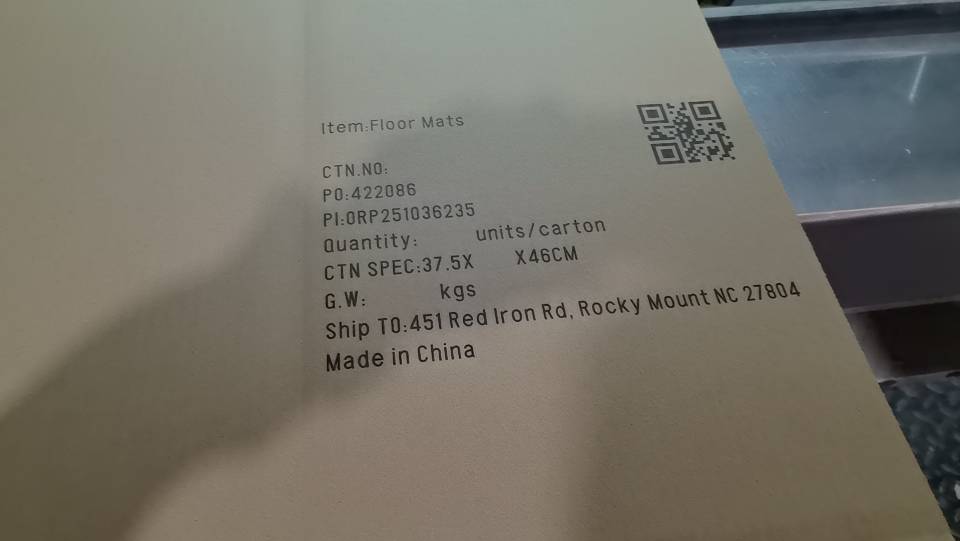 Item:Floor Mats
CTN.NO:
PO:422086
PI:ORP251036235
Quantity: units/carton
CTN SPEC:37.5X X46CM
G.W: kgs
Ship TO:451 Red Iron Rd, Rocky Mount NC 27804
Made in China